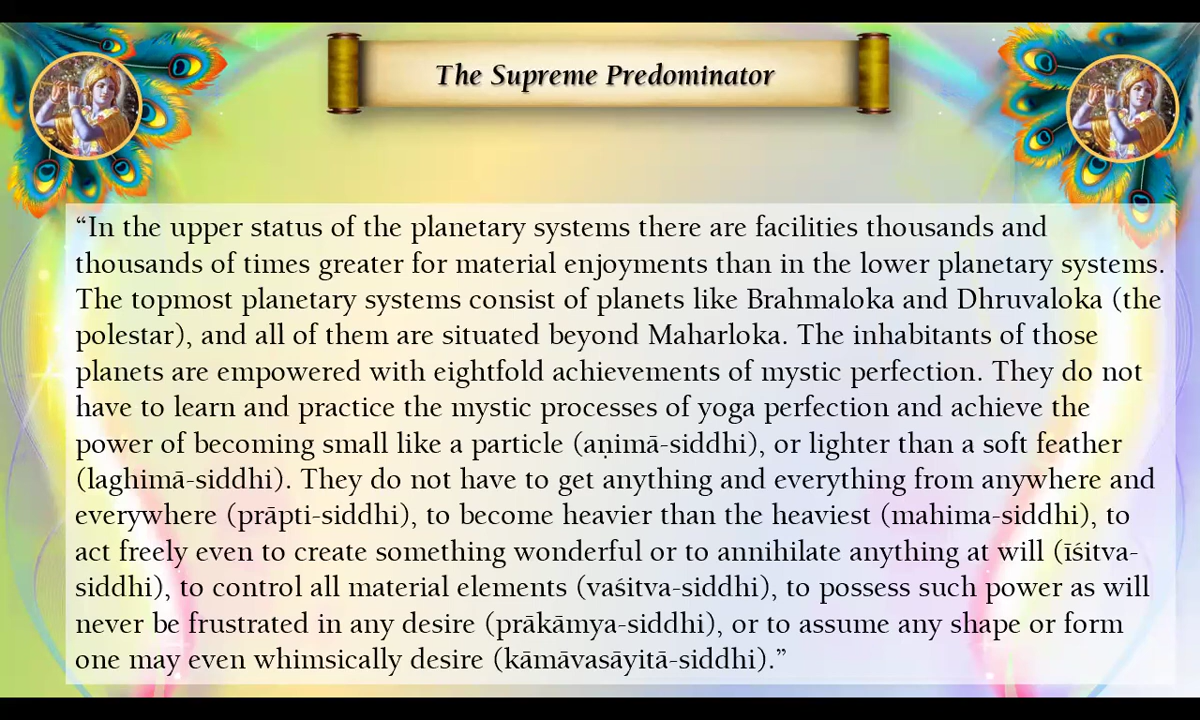 The Supreme Predominator
“In the upper status of the planetary systems there are facilities thousands and
thousands of times greater for material enjoyments than in the lower planetary systems.
The topmost planetary systems consist of planets like Brahmaloka and Dhruvaloka (the
polestar), and all of them are situated beyond Maharloka. The inhabitants of those
planets are empowered with eightfold achievements of mystic perfection. They do not
have to learn and practice the mystic processes of yoga perfection and achieve the
power of becoming small like a particle (aṇimā-siddhi), or lighter than a soft feather
(laghimā-siddhi). They do not have to get anything and everything from anywhere and
everywhere (prāpti-siddhi), to become heavier than the heaviest (mahima-siddhi), to
act freely even to create something wonderful or to annihilate anything at will (īśitva-
siddhi), to control all material elements (vaśitva-siddhi), to possess such power as will
never be frustrated in any desire (prākāmya-siddhi), or to assume any shape or form
one may even whimsically desire (kāmāvasāyitā-siddhi).”